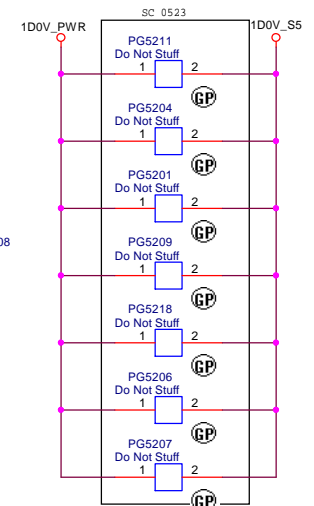 SC 0523
1D0V_PWR
1D0V_S5
PG5211
Do Not Stuff
1 2
GP
PG5204
Do Not Stuff
1 2
GP
PG5201
Do Not Stuff
1 2
GP
08
PG5209
Do Not Stuff
1 2
GP
PG5218
Do Not Stuff
1 2
GP
PG5206
Do Not Stuff
1 2
GP
PG5207
Do Not Stuff
1 2
GP